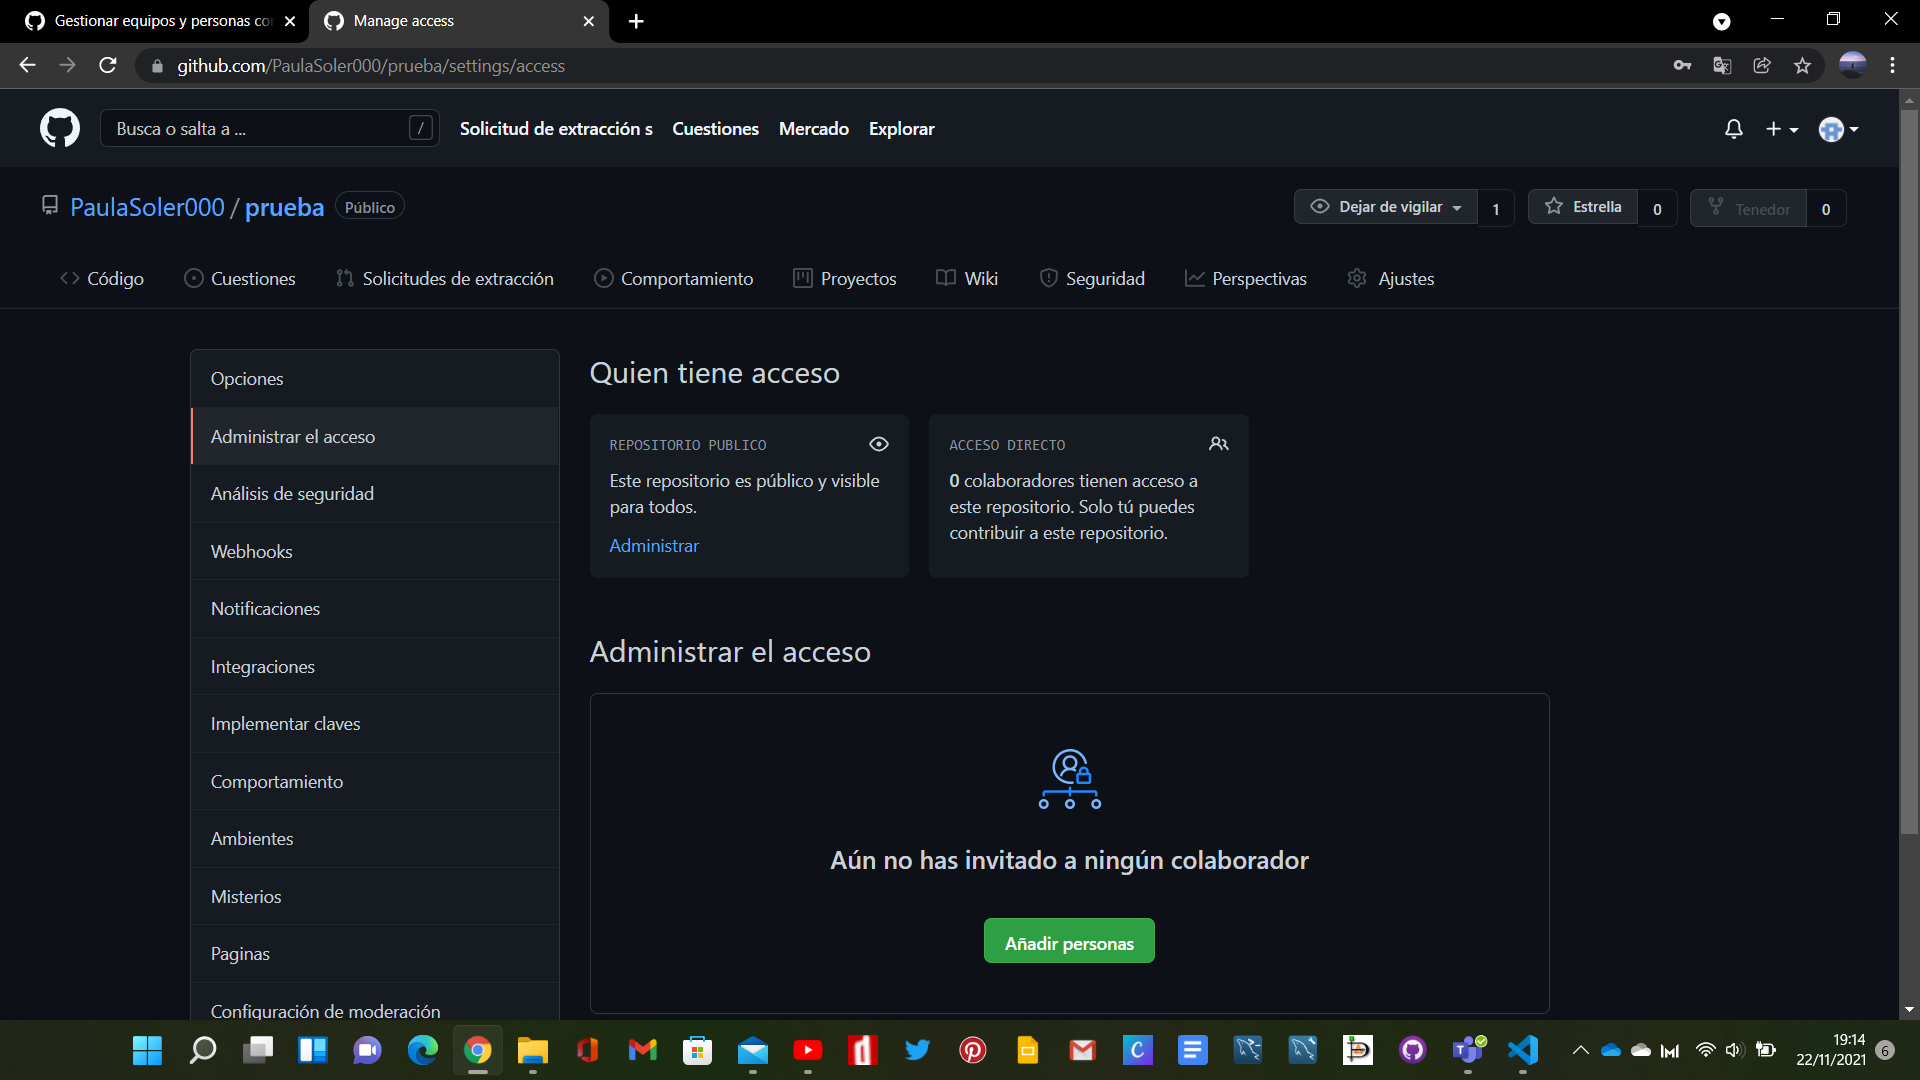 Gestionar equipos y personas co
Manage access
github.com/PaulaSoler000/prueba/settings/access
Busca o salta a ...
/
Solicitud de extracción s
Cuestiones
Mercado
Explorar
PaulaSoler000 / prueba
Público
Dejar de vigilar
1
Estrella
0
Tenedor
0
Código
Cuestiones
Solicitudes de extracción
Comportamiento
Proyectos
Wiki
Seguridad
Perspectivas
Ajustes
Opciones
Administrar el acceso
Análisis de seguridad
Webhooks
Notificaciones
Integraciones
Implementar claves
Comportamiento
Ambientes
Misterios
Paginas
Configuración de moderación
Quien tiene acceso
REPOSITORIO PUBLICO
Este repositorio es público y visible
para todos.
Administrar
ACCESO DIRECTO
0 colaboradores tienen acceso a
este repositorio. Solo tú puedes
contribuir a este repositorio.
Administrar el acceso
Aún no has invitado a ningún colaborador
Añadir personas
19:14
22/11/2021
6